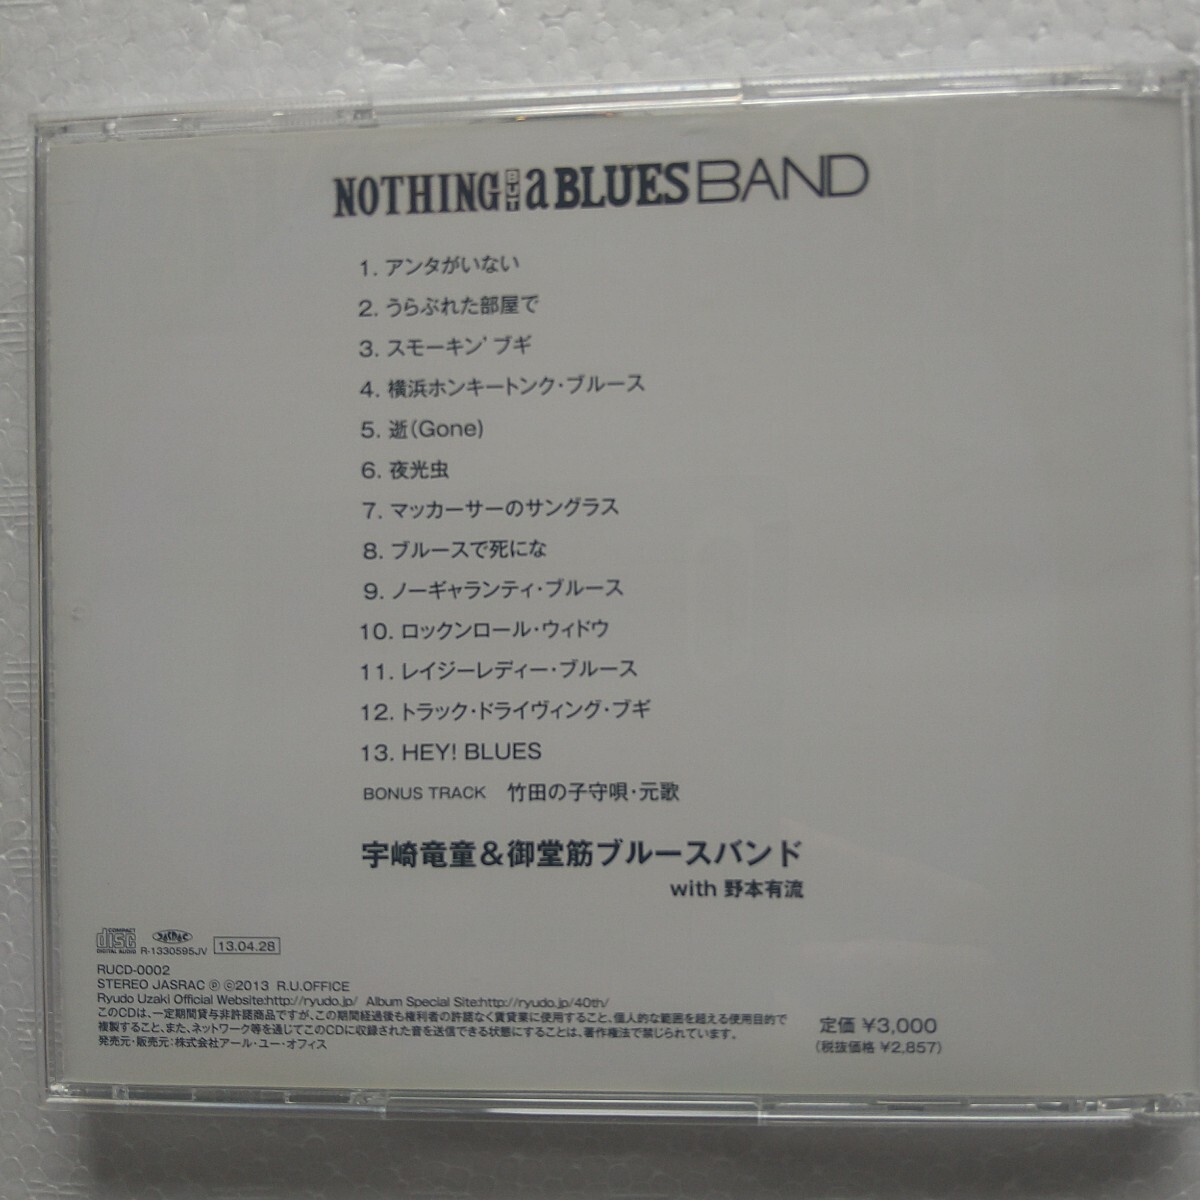 NOTHING BUT a BLUES BAND
1. アンタがいない
2. うらぶれた部屋で
3. スモーキン' ブギ
4. 横浜ホンキートンク・ブルース
5. 逝(Gone)
6. 夜光虫
7. マッカーサーのサングラス
8. ブルースで死にな
9. ノーギャランティ・ブルース
10. ロックンロール・ウィドウ
11. レイジーレディー・ブルース
12. トラック・ドライヴィング・ブギ
13. HEY! BLUES
BONUS TRACK 竹田の子守唄・元歌
宇崎竜童＆御堂筋ブルースバンド
with 野本有流
COMPACT disc DIGITAL AUDIO JASRAC R-1330595JV 13.04.28
RUCD-0002
STEREO JASRAC ℗ ©2013 R.U.OFFICE
Ryudo Uzaki Official Website:http://ryudo.jp/ Album Special Site:http://ryudo.jp/40th/
このCDは、一定期間貸与非許諾商品ですが、この期間経過後も権利者の許諾なく賃貸業に使用すること、個人的な範囲を超える使用目的で
複製すること、また、ネットワーク等を通じてこのCDに収録された音を送信できる状態にすることは、著作権法で禁じられています。
発売元・販売元：株式会社アール・ユー・オフィス
定価 ¥3,000
(税抜価格 ¥2,857)